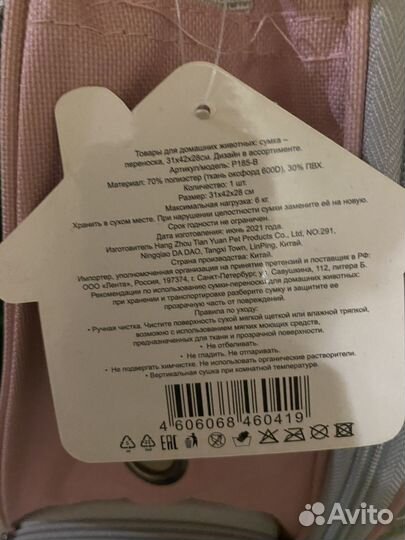 Товары для домашних животных: сумка –
переноска, 31х42х28см. Дизайн в ассортименте.
Артикул/модель: P185-B
Материал: 70% полиэстер (ткань оксфорд 600D), 30% ПВХ.
Количество: 1 шт.
Размер: 31х42х28 см
Максимальная нагрузка: 6 кг.
Хранить в сухом месте. При нарушении целостности сумки замените её на новую.
Срок годности не ограничен.
Дата изготовления: июнь 2021 года.
Изготовитель Hang Zhou Tian Yuan Pet Products Co., Ltd, NO.291,
Ningqiao DA DAO, Tangxi Town, LinPing, Китай.
Страна производства: Китай.
Импортер, уполномоченная организация на принятие претензий и поставщик в РФ:
ООО «Лента», Россия, 197374, г. Санкт-Петербург, ул. Савушкина, 112, литера Б.
Рекомендации по использованию сумки-переноски для домашних животных:
при хранении и транспортировке разберите сумку и защитите ее
прозрачную часть от повреждений.
Правила по уходу:
• Ручная чистка. Чистите поверхность сухой мягкой щеткой или влажной тряпкой,
возможно с использованием мягких моющих средств,
предназначенных для ткани и прозрачной поверхности.
• Не отбеливать.
• Не гладить. Не отпаривать.
• Не подвергать химчистке. Не использовать органические растворители.
• Вертикальная сушка при комнатной температуре.
4 606068 460419
EAC
Avito